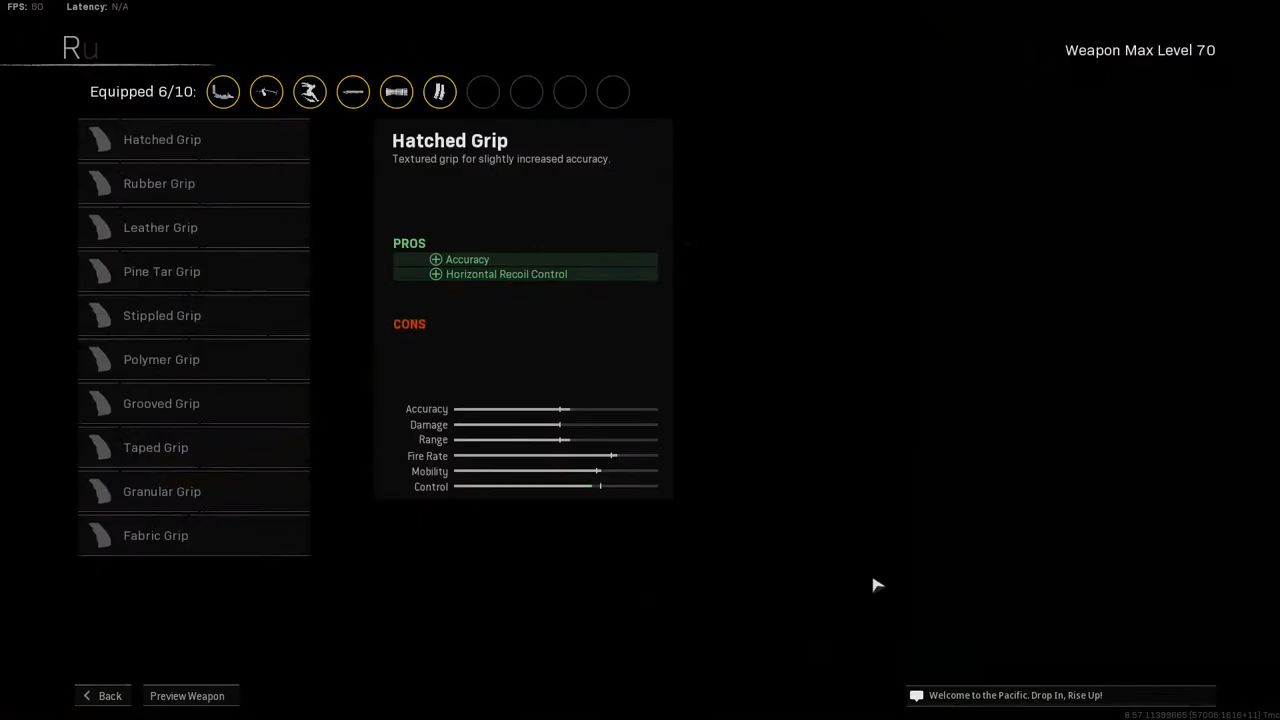 FPS: 60 Latency: N/A
Ru
Weapon Max Level 70
Equipped 6/10:
Hatched Grip
Rubber Grip
Leather Grip
Pine Tar Grip
Stippled Grip
Polymer Grip
Grooved Grip
Taped Grip
Granular Grip
Fabric Grip
Hatched Grip
Textured grip for slightly increased accuracy.
PROS
Accuracy
Horizontal Recoil Control
CONS
Accuracy
Damage
Range
Fire Rate
Mobility
Control
Back
Preview Weapon
Welcome to the Pacific. Drop In, Rise Up!